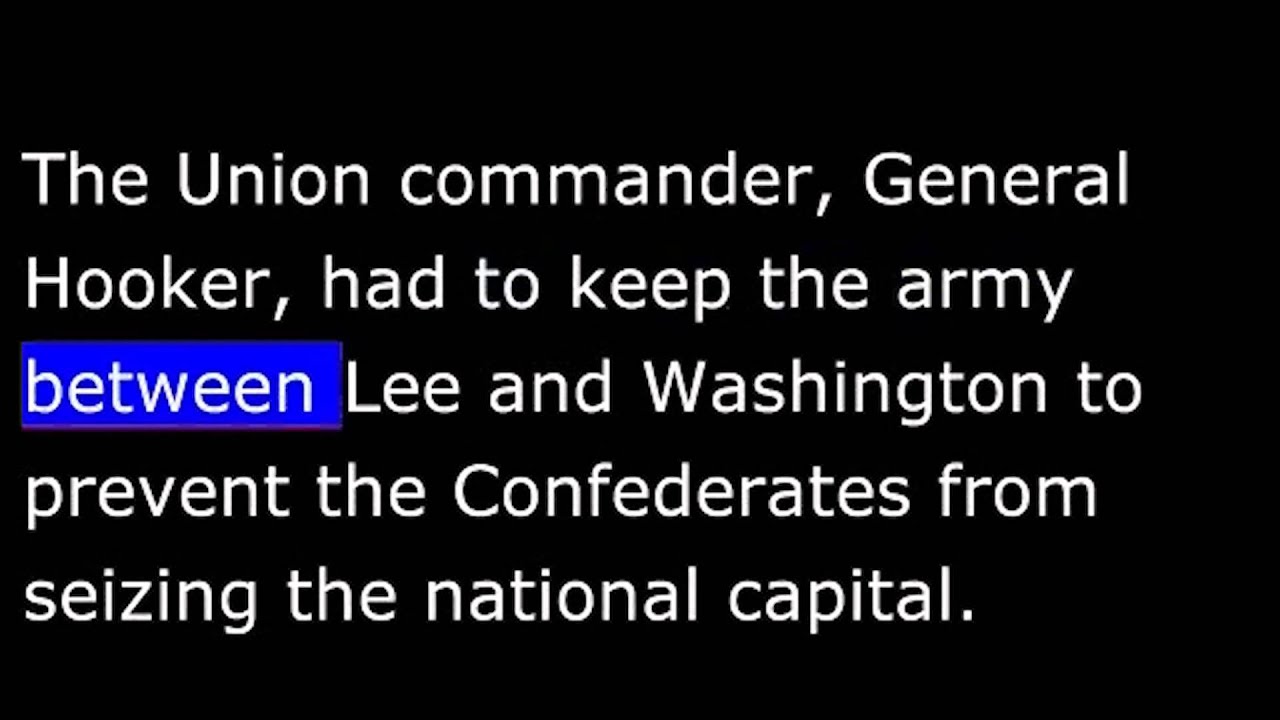 The Union commander, General
Hooker, had to keep the army
between Lee and Washington to
prevent the Confederates from
seizing the national capital.